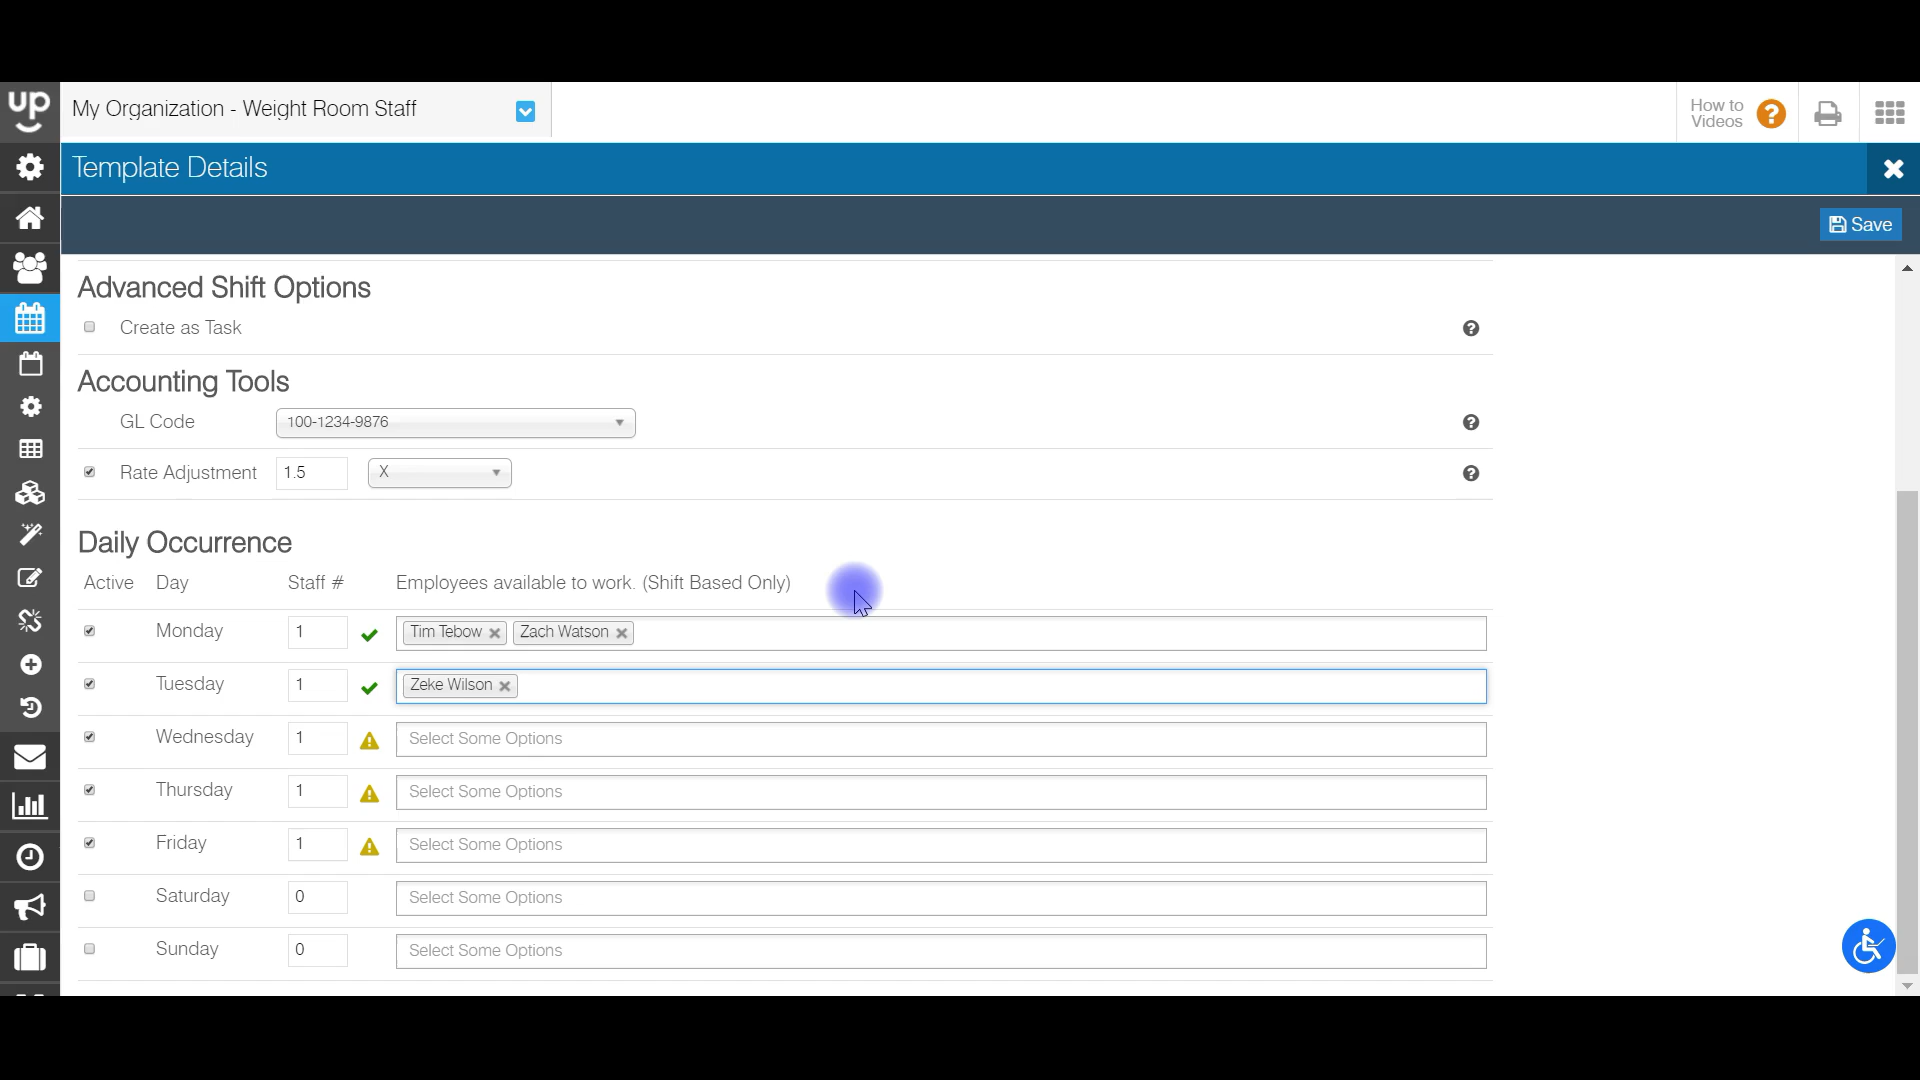 up
My Organization - Weight Room Staff
How to
Videos
Template Details
Save
Advanced Shift Options
Create as Task
Accounting Tools
GL Code 100-1234-9876
Rate Adjustment 1.5 X
Daily Occurrence
Active Day Staff # Employees available to work. (Shift Based Only)
Monday 1 Tim Tebow Zach Watson
Tuesday 1 Zeke Wilson
Wednesday 1 Select Some Options
Thursday 1 Select Some Options
Friday 1 Select Some Options
Saturday 0 Select Some Options
Sunday 0 Select Some Options